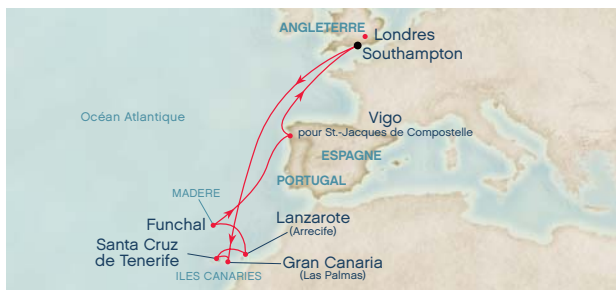 ANGLETERRE
Londres
Southampton
Océan Atlantique
Vigo
pour St.-Jacques de Compostelle
ESPAGNE
PORTUGAL
MADERE
Funchal
Lanzarote
(Arrecife)
Santa Cruz
de Tenerife
Gran Canaria
(Las Palmas)
ILES CANARIES